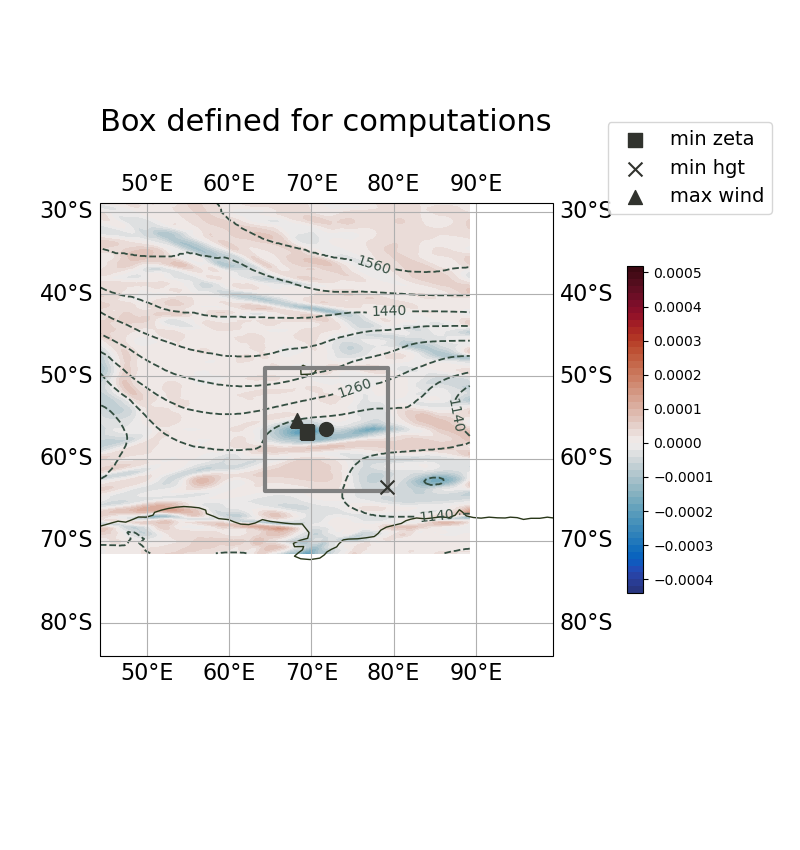 Box defined for computations
min zeta
min hgt
max wind
50°E 60°E 70°E 80°E 90°E
30°S 30°S
40°S 40°S
50°S 50°S
60°S 60°S
70°S 70°S
80°S 80°S
50°E 60°E 70°E 80°E 90°E
1560
1440
1260
1140
1140
0.0005
0.0004
0.0003
0.0002
0.0001
0.0000
−0.0001
−0.0002
−0.0003
−0.0004